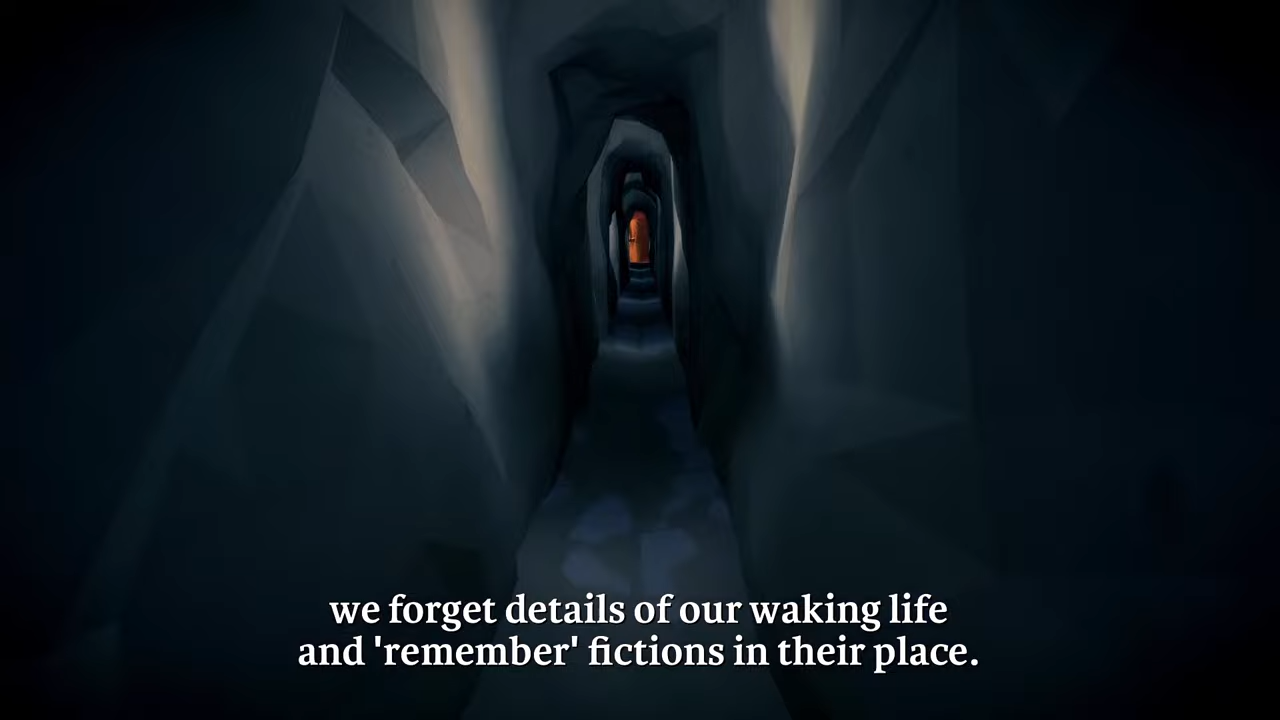 we forget details of our waking life
and 'remember' fictions in their place.